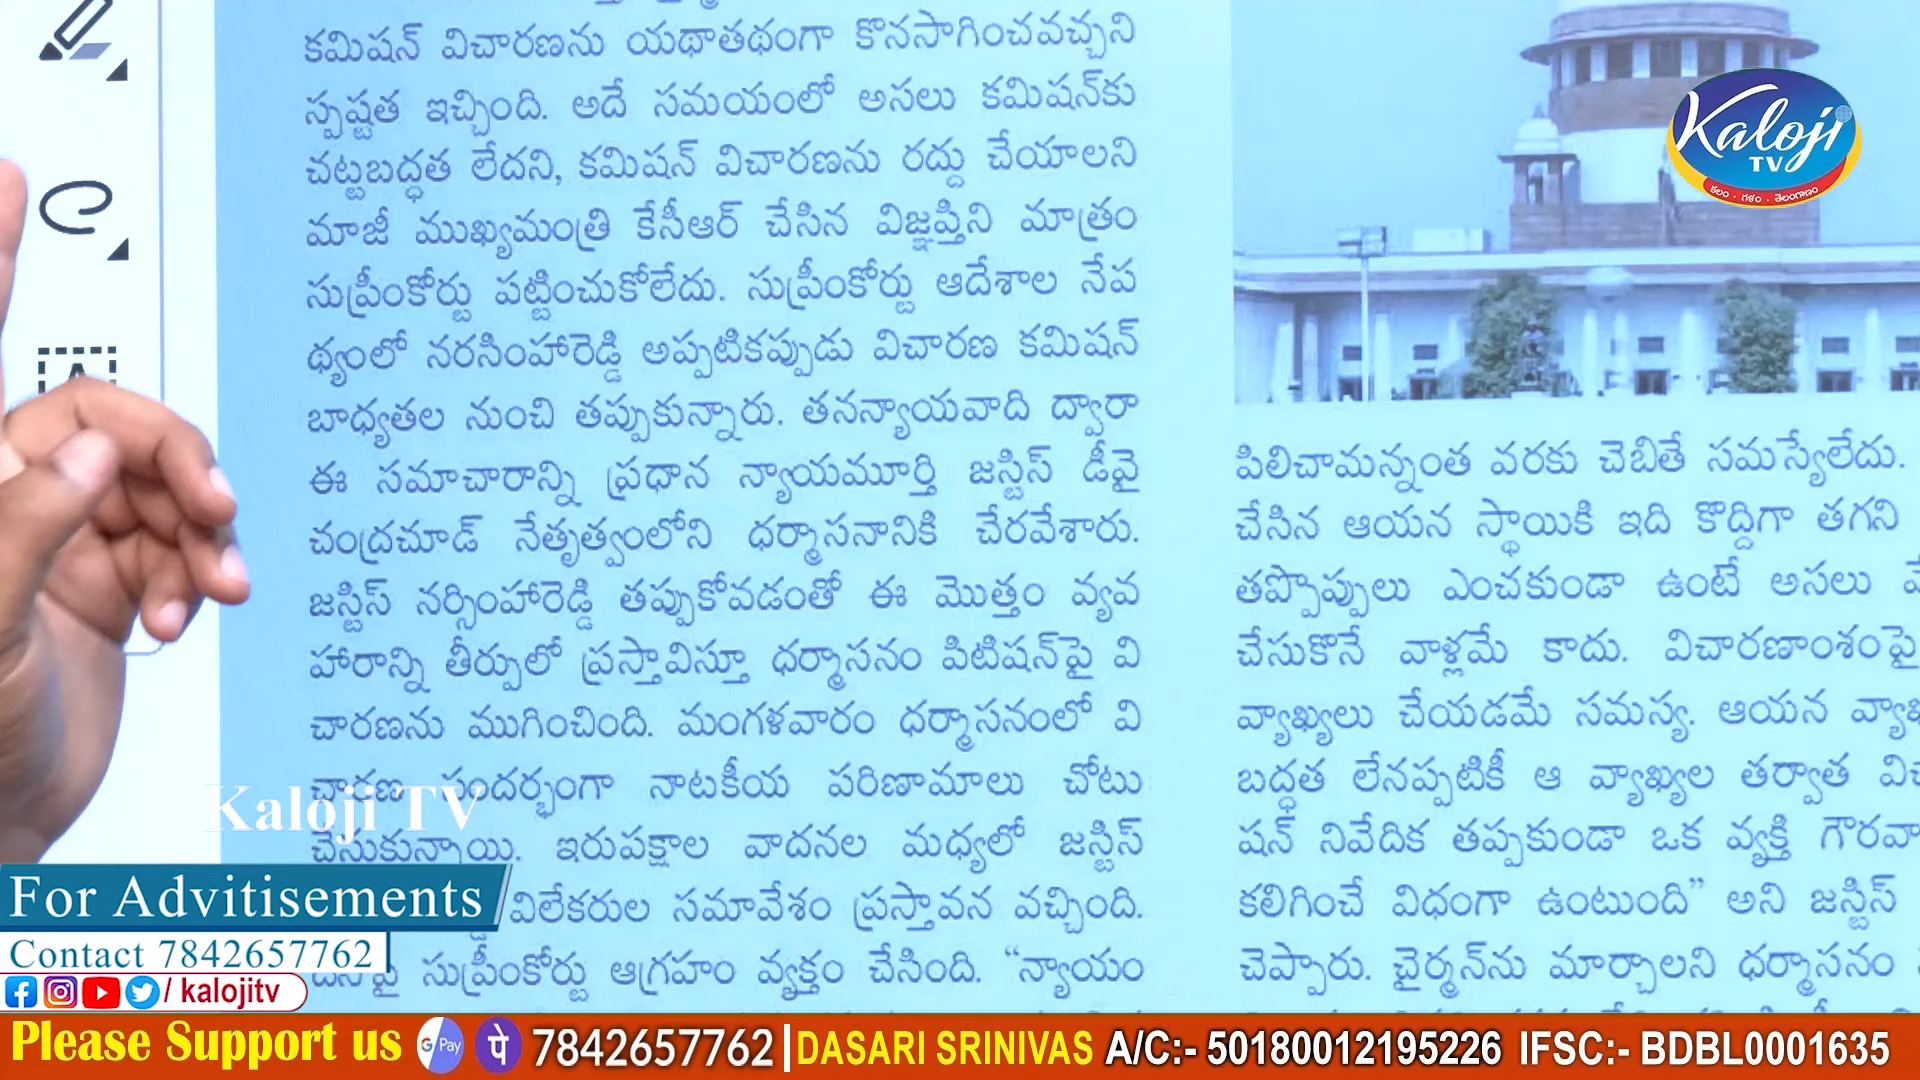 కమిషన్ విచారణను యథాతథంగా కొనసాగించవచ్చని
స్పష్టత ఇచ్చింది. అదే సమయంలో అసలు కమిషన్‌కు
చట్టబద్ధత లేదని, కమిషన్ విచారణను రద్దు చేయాలని
మాజీ ముఖ్యమంత్రి కేసీఆర్ చేసిన విజ్ఞప్తిని మాత్రం
సుప్రీంకోర్టు పట్టించుకోలేదు. సుప్రీంకోర్టు ఆదేశాల నేప
థ్యంలో నరసింహారెడ్డి అప్పటికప్పుడు విచారణ కమిషన్
బాధ్యతల నుంచి తప్పుకున్నారు. తనన్యాయవాది ద్వారా
ఈ సమాచారాన్ని ప్రధాన న్యాయమూర్తి జస్టిస్ డీవై
చంద్రచూడ్ నేతృత్వంలోని ధర్మాసనానికి చేరవేశారు.
జస్టిస్ నర్సింహారెడ్డి తప్పుకోవడంతో ఈ మొత్తం వ్యవ
హారాన్ని తీర్పులో ప్రస్తావిస్తూ ధర్మాసనం పిటిషన్‌పై వి
చారణను ముగించింది. మంగళవారం ధర్మాసనంలో వి
చారణ సందర్భంగా నాటకీయ పరిణామాలు చోటు
చేసుకున్నాయి. ఇరుపక్షాల వాదనల మధ్యలో జస్టిస్
విలేకరుల సమావేశం ప్రస్తావన వచ్చింది.
సుప్రీంకోర్టు ఆగ్రహం వ్యక్తం చేసింది. “న్యాయం
పిలిచామన్నంత వరకు చెబితే సమస్యేలేదు.
చేసిన ఆయన స్థాయికి ఇది కొద్దిగా తగని
తప్పొప్పులు ఎంచకుండా ఉంటే అసలు
చేసుకొనే వాళ్లమే కాదు. విచారణాంశంపై
వ్యాఖ్యలు చేయడమే సమస్య. ఆయన
బద్ధత లేనప్పటికీ ఆ వ్యాఖ్యల తర్వాత
షన్ నివేదిక తప్పకుండా ఒక వ్యక్తి
కలిగించే విధంగా ఉంటుంది” అని జస్టిస్
చెప్పారు. చైర్మన్‌ను మార్చాలని ధర్మాసనం
Kaloji
TV
కలం - గళం - తెలంగాణం
Kaloji TV
For Advitisements
Contact 7842657762
/ kalojitv
Please Support us G Pay పे 7842657762 | DASARI SRINIVAS A/C:- 50180012195226 IFSC:- BDBL0001635